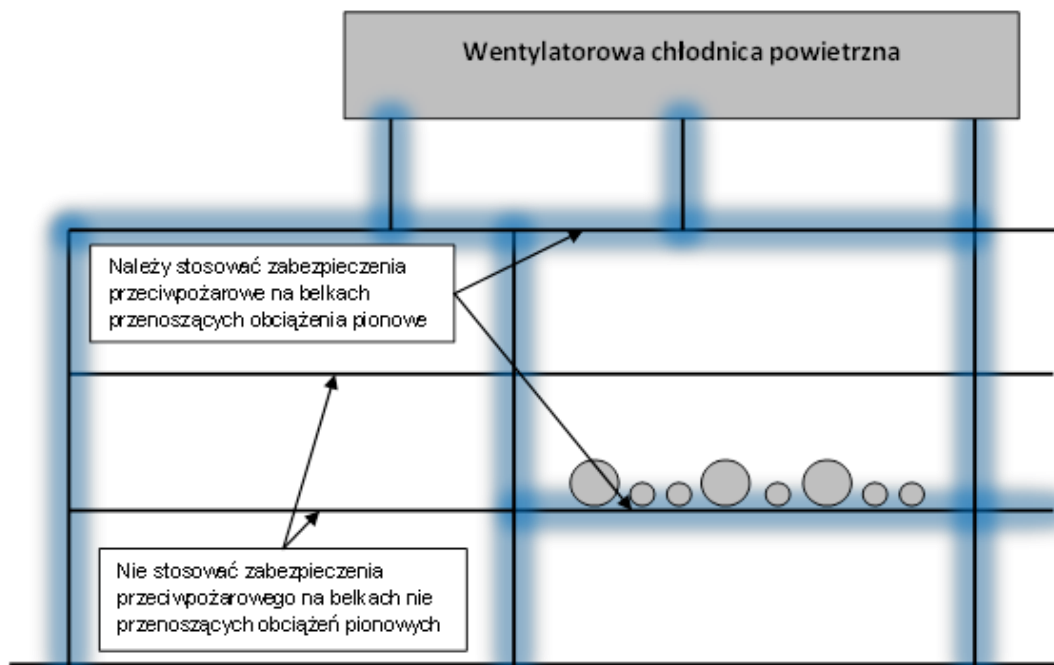 Wentylatorowa chłodnica powietrzna
Należy stosować zabezpieczenia
przeciwpożarowe na belkach
przenoszących obciążenia pionowe
Nie stosować zabezpieczenia
przeciwpożarowego na belkach nie
przenoszących obciążeń pionowych